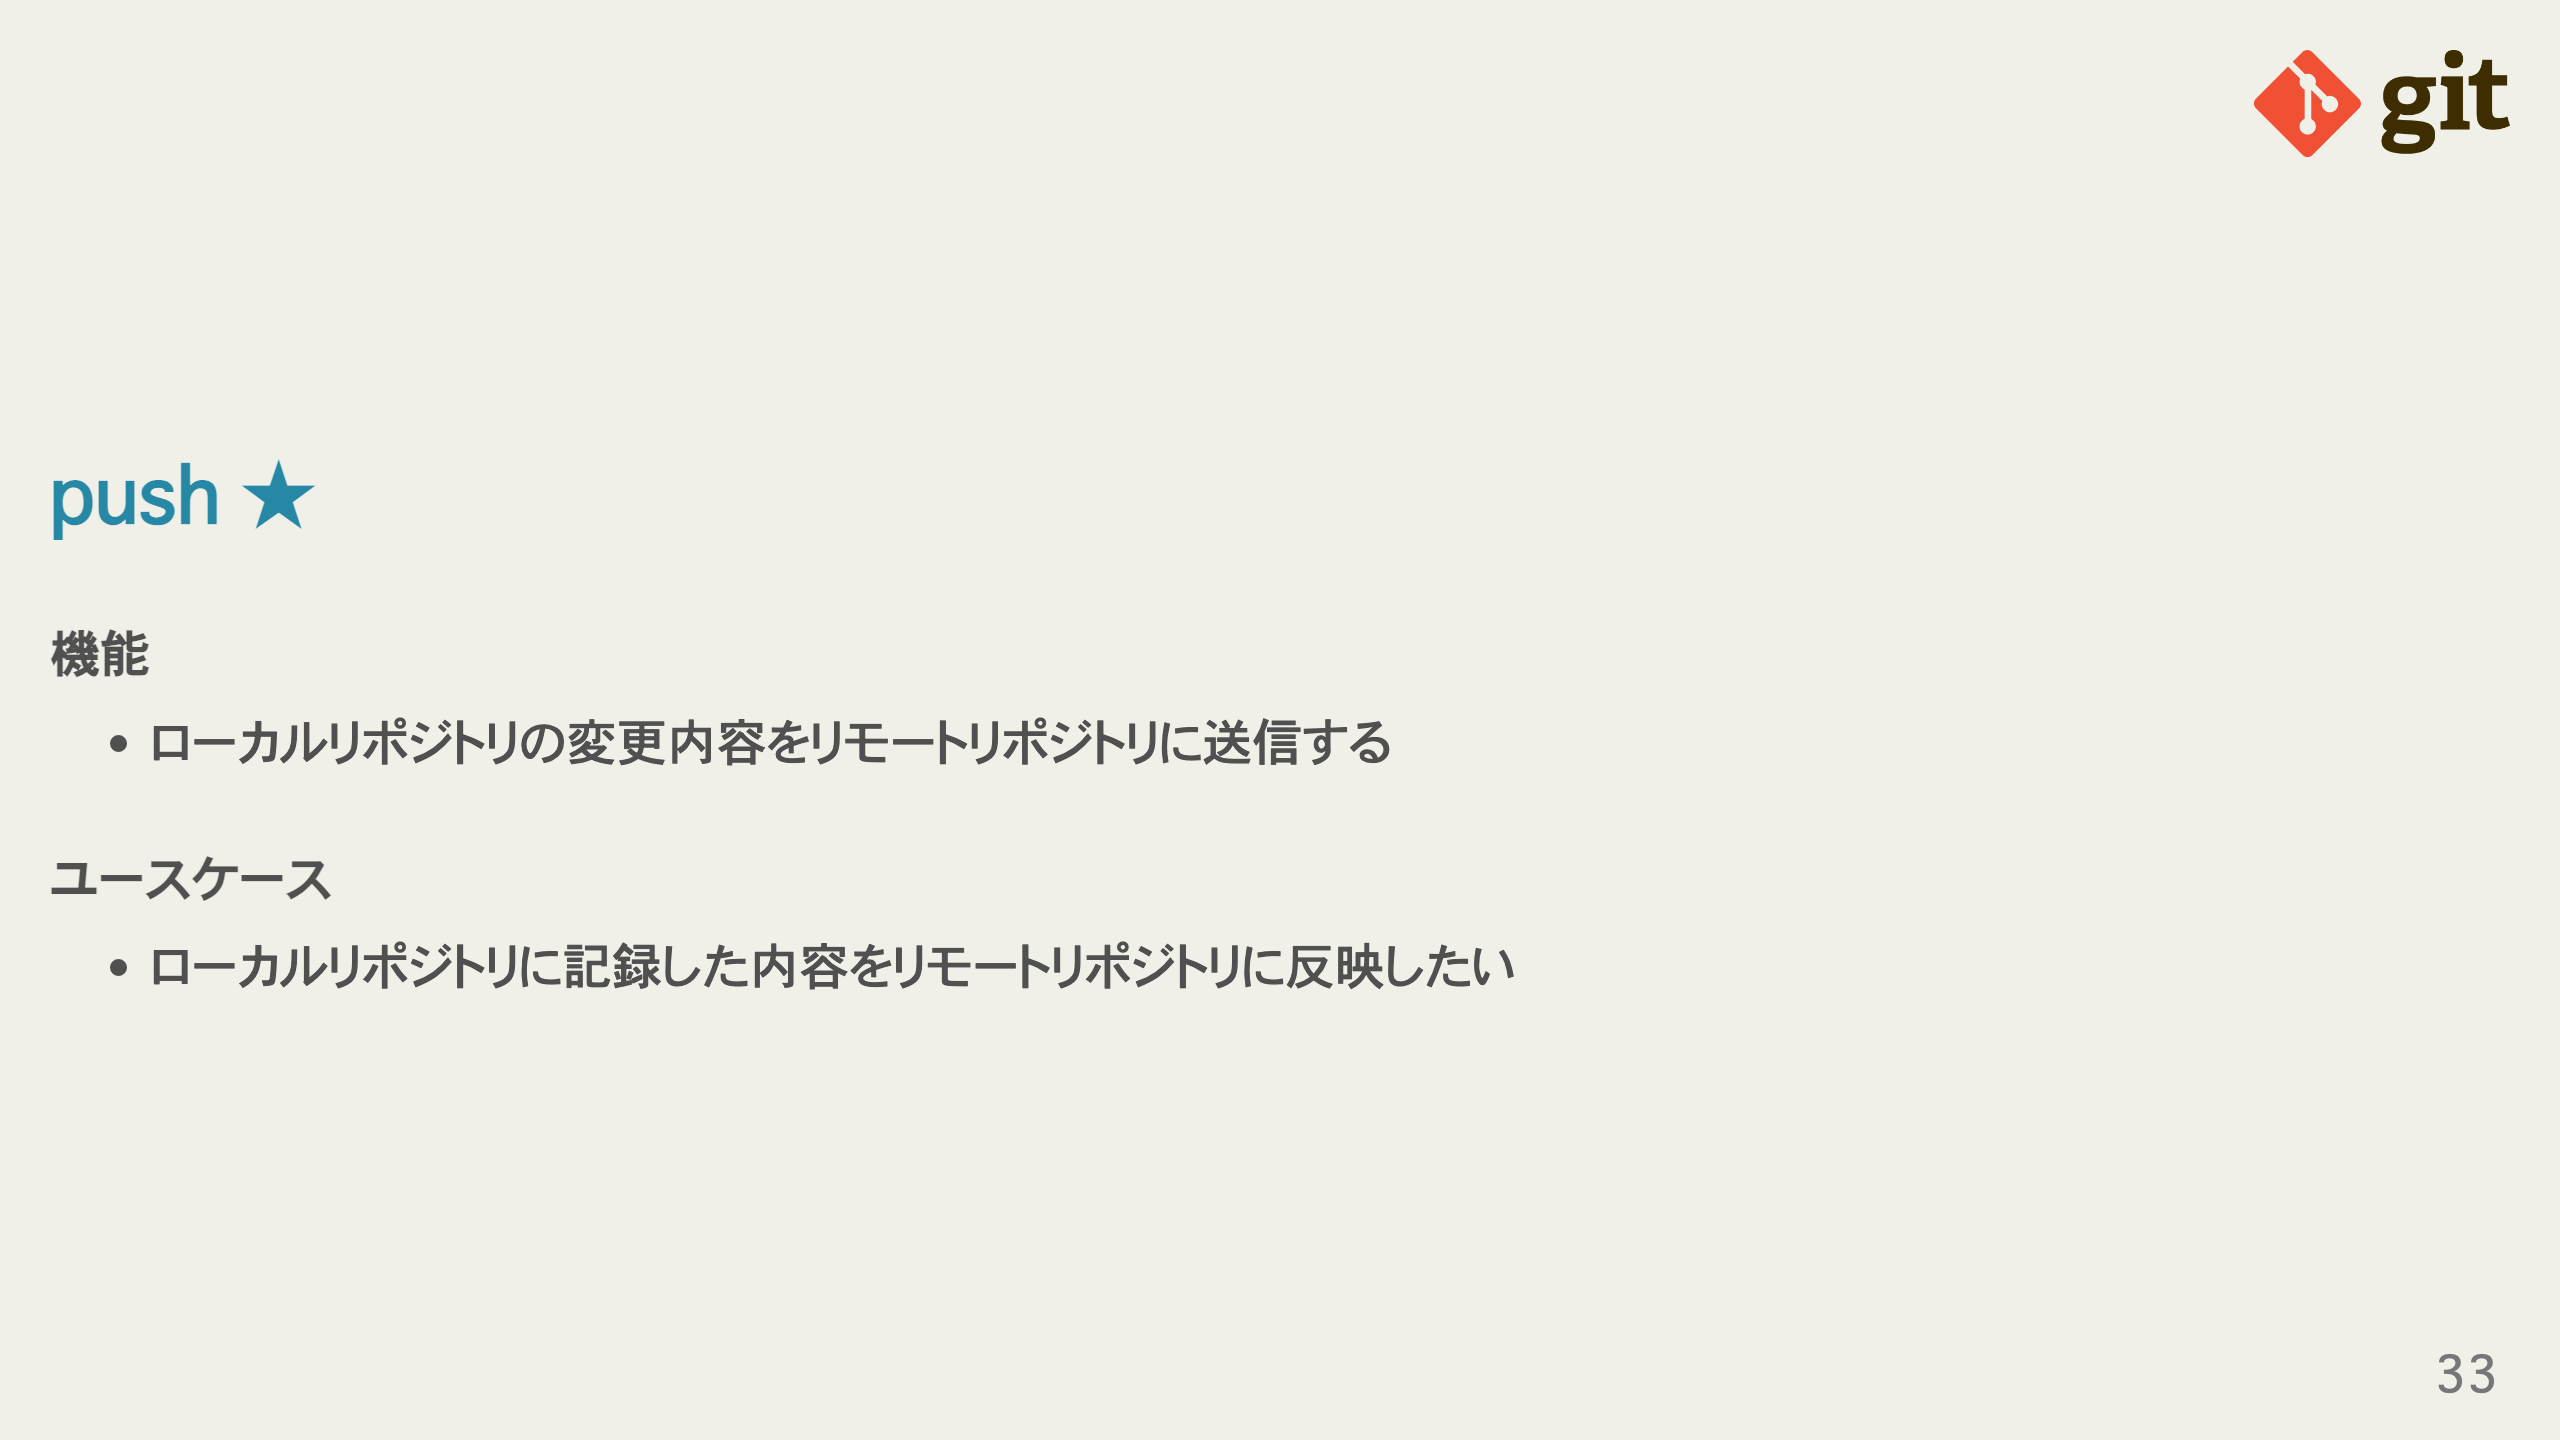 git
push ★
機能
• ローカルリポジトリの変更内容をリモートリポジトリに送信する
ユースケース
• ローカルリポジトリに記録した内容をリモートリポジトリに反映したい
33